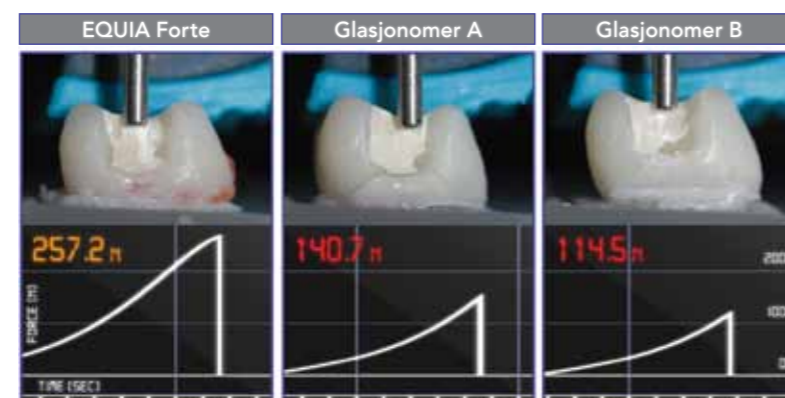 EQUIA Forte
Glasjonomer A
Glasjonomer B
257.2 N
140.7 N
114.5 N
200
100
0
FORCE (N)
TIME (SEC)